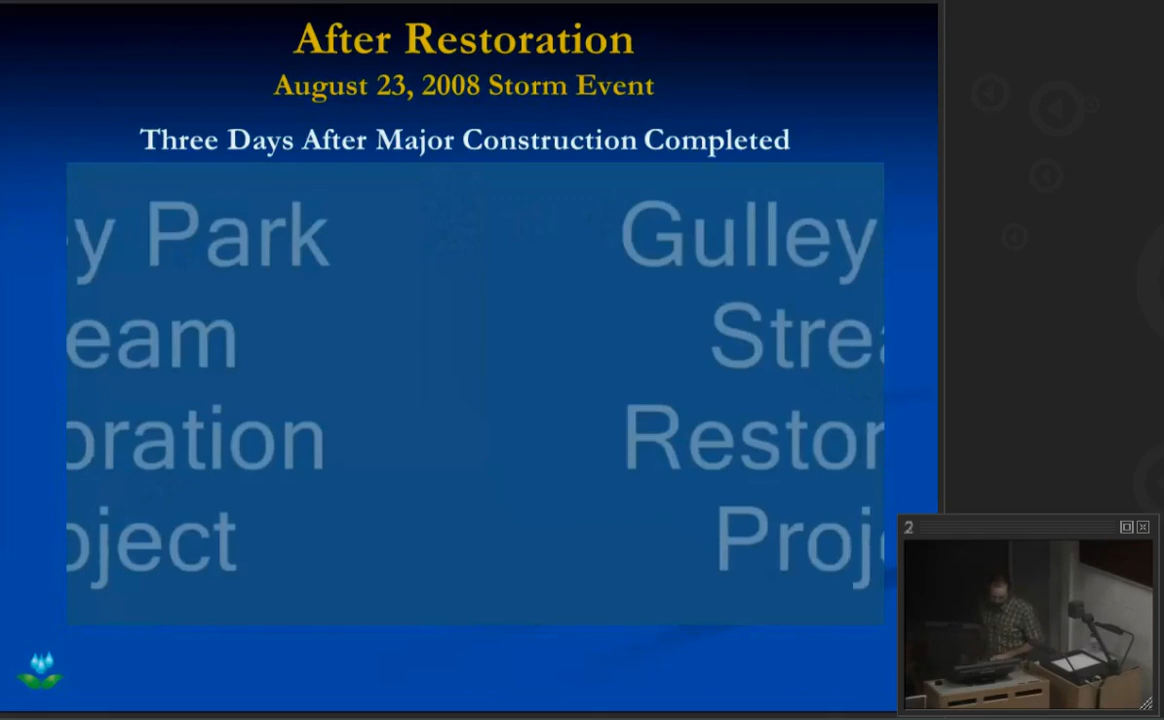 After Restoration
August 23, 2008 Storm Event
Three Days After Major Construction Completed
y Park Gulley
eam Strea
oration Restor
oject Proj
2